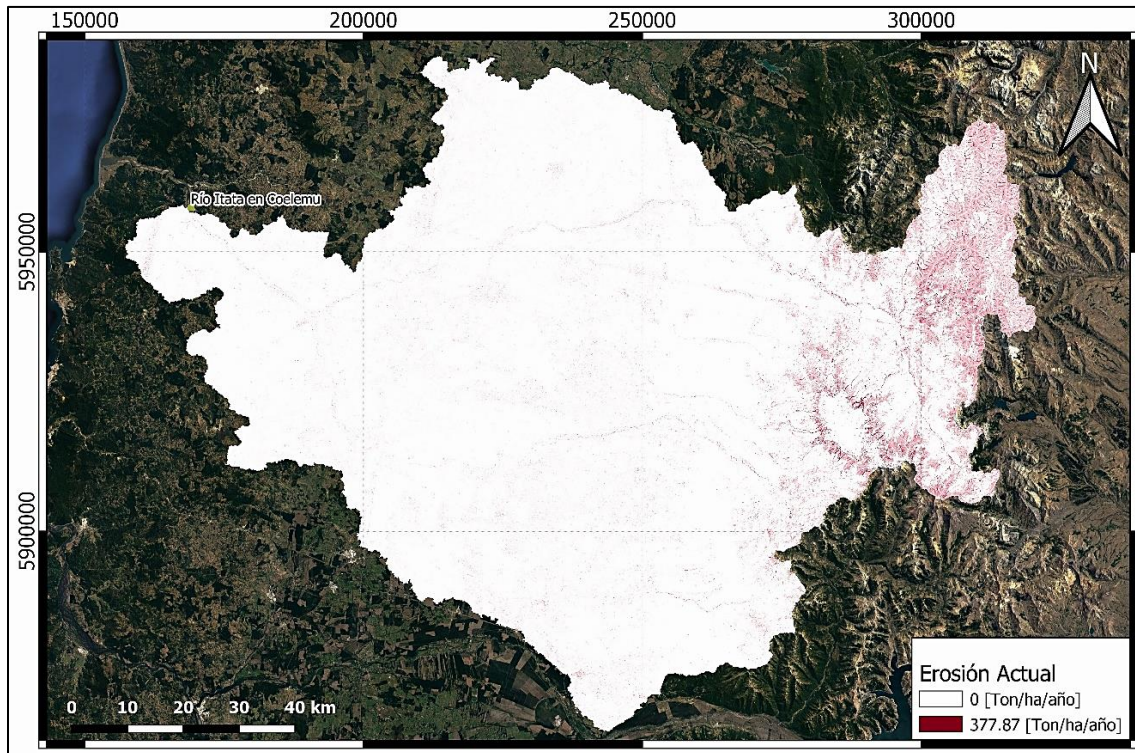 150000 200000 250000 300000
N
Río Itata en Coelemu
5950000
5900000
Erosión Actual
0 [Ton/ha/año]
377.87 [Ton/ha/año]
0 10 20 30 40 km